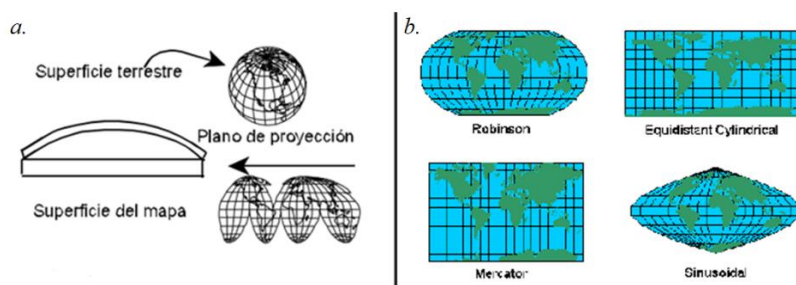 a.
Superficie terrestre
Plano de proyección
Superficie del mapa
b.
Robinson
Equidistant Cylindrical
Mercator
Sinusoidal